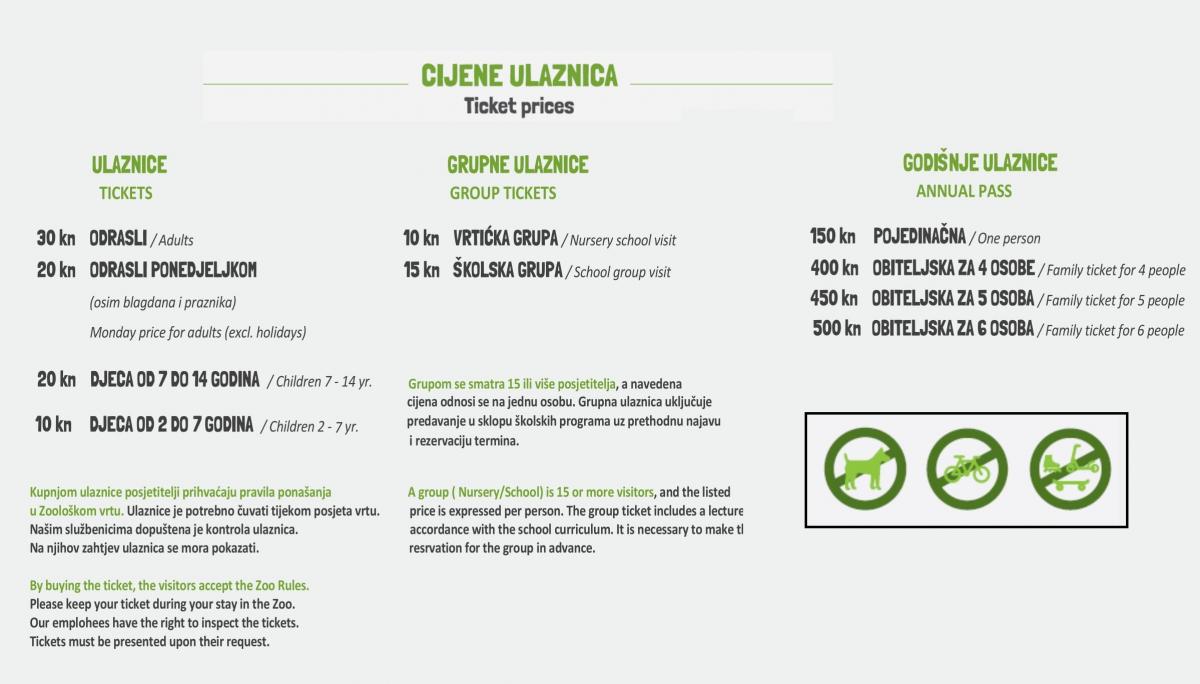 CIJENE ULAZNICA
Ticket prices
ULAZNICE
TICKETS
30 kn ODRASLI / Adults
20 kn ODRASLI PONEDJELJKOM
(osim blagdana i praznika)
Monday price for adults (excl. holidays)
20 kn DJECA OD 7 DO 14 GODINA / Children 7 - 14 yr.
10 kn DJECA OD 2 DO 7 GODINA / Children 2 - 7 yr.
Kupnjom ulaznice posjetitelji prihvaćaju pravila ponašanja
u Zoološkom vrtu. Ulaznice je potrebno čuvati tijekom posjeta vrtu.
Našim službenicima dopuštena je kontrola ulaznica.
Na njihov zahtjev ulaznica se mora pokazati.
By buying the ticket, the visitors accept the Zoo Rules.
Please keep your ticket during your stay in the Zoo.
Our emplohees have the right to inspect the tickets.
Tickets must be presented upon their request.
GRUPNE ULAZNICE
GROUP TICKETS
10 kn VRTIĆKA GRUPA / Nursery school visit
15 kn ŠKOLSKA GRUPA / School group visit
Grupom se smatra 15 ili više posjetitelja, a navedena
cijena odnosi se na jednu osobu. Grupna ulaznica uključuje
predavanje u sklopu školskih programa uz prethodnu najavu
i rezervaciju termina.
A group ( Nursery/School) is 15 or more visitors, and the listed
price is expressed per person. The group ticket includes a lecture
accordance with the school curriculum. It is necessary to make
resrvation for the group in advance.
GODIŠNJE ULAZNICE
ANNUAL PASS
150 kn POJEDINAČNA / One person
400 kn OBITELJSKA ZA 4 OSOBE / Family ticket for 4 people
450 kn OBITELJSKA ZA 5 OSOBA / Family ticket for 5 people
500 kn OBITELJSKA ZA 6 OSOBA / Family ticket for 6 people